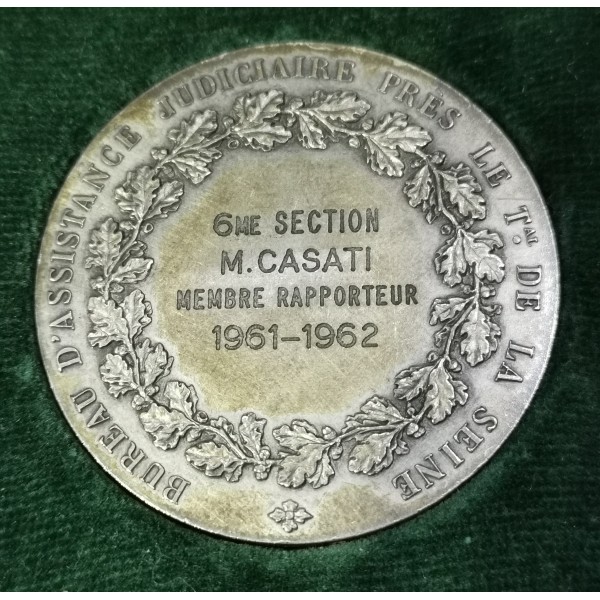 BUREAU D'ASSISTANCE JUDICIAIRE PRÈS LE TAL. DE LA SEINE
6ME SECTION
M. CASATI
MEMBRE RAPPORTEUR
1961-1962